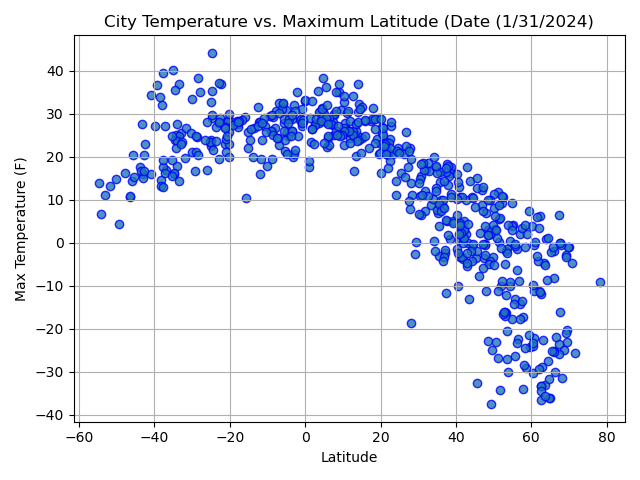 City Temperature vs. Maximum Latitude (Date (1/31/2024)
Max Temperature (F)
40
30
20
10
0
−10
−20
−30
−40
−60 −40 −20 0 20 40 60 80
Latitude